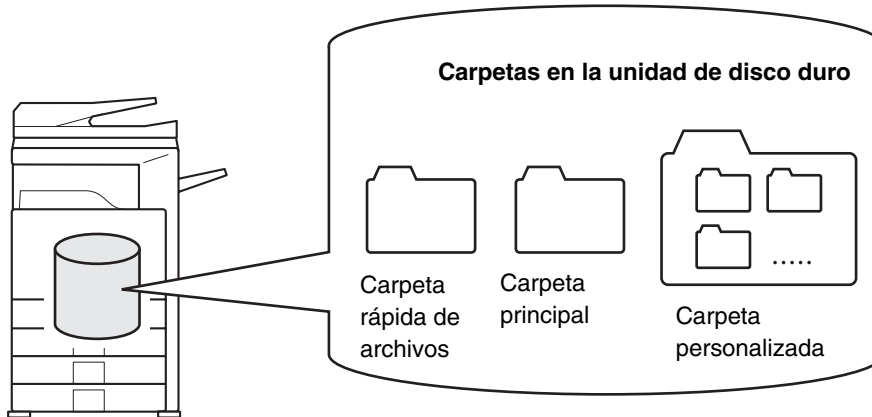 Carpetas en la unidad de disco duro
Carpeta
rápida de
archivos
Carpeta
principal
Carpeta
personalizada
.....